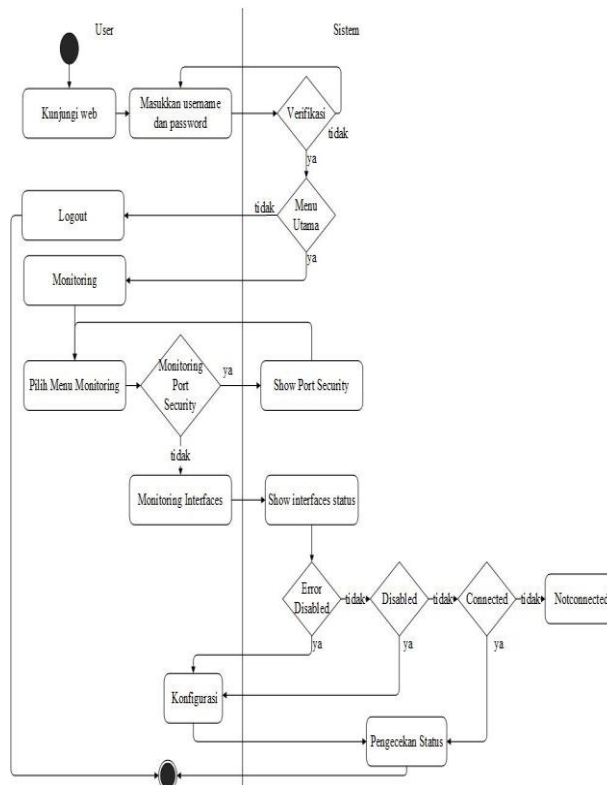 User
Sistem
Kunjungi web
Masukkan username
dan password
Verifikasi
tidak
ya
Menu
Utama
tidak
Logout
ya
Monitoring
Pilih Menu Monitoring
Monitoring
Port
Security
ya
Show Port Security
tidak
Monitoring Interfaces
Show interfaces status
Error
Disabled
tidak
Disabled
tidak
Connected
tidak
Notconnected
ya
ya
ya
Konfigurasi
Pengecekan Status